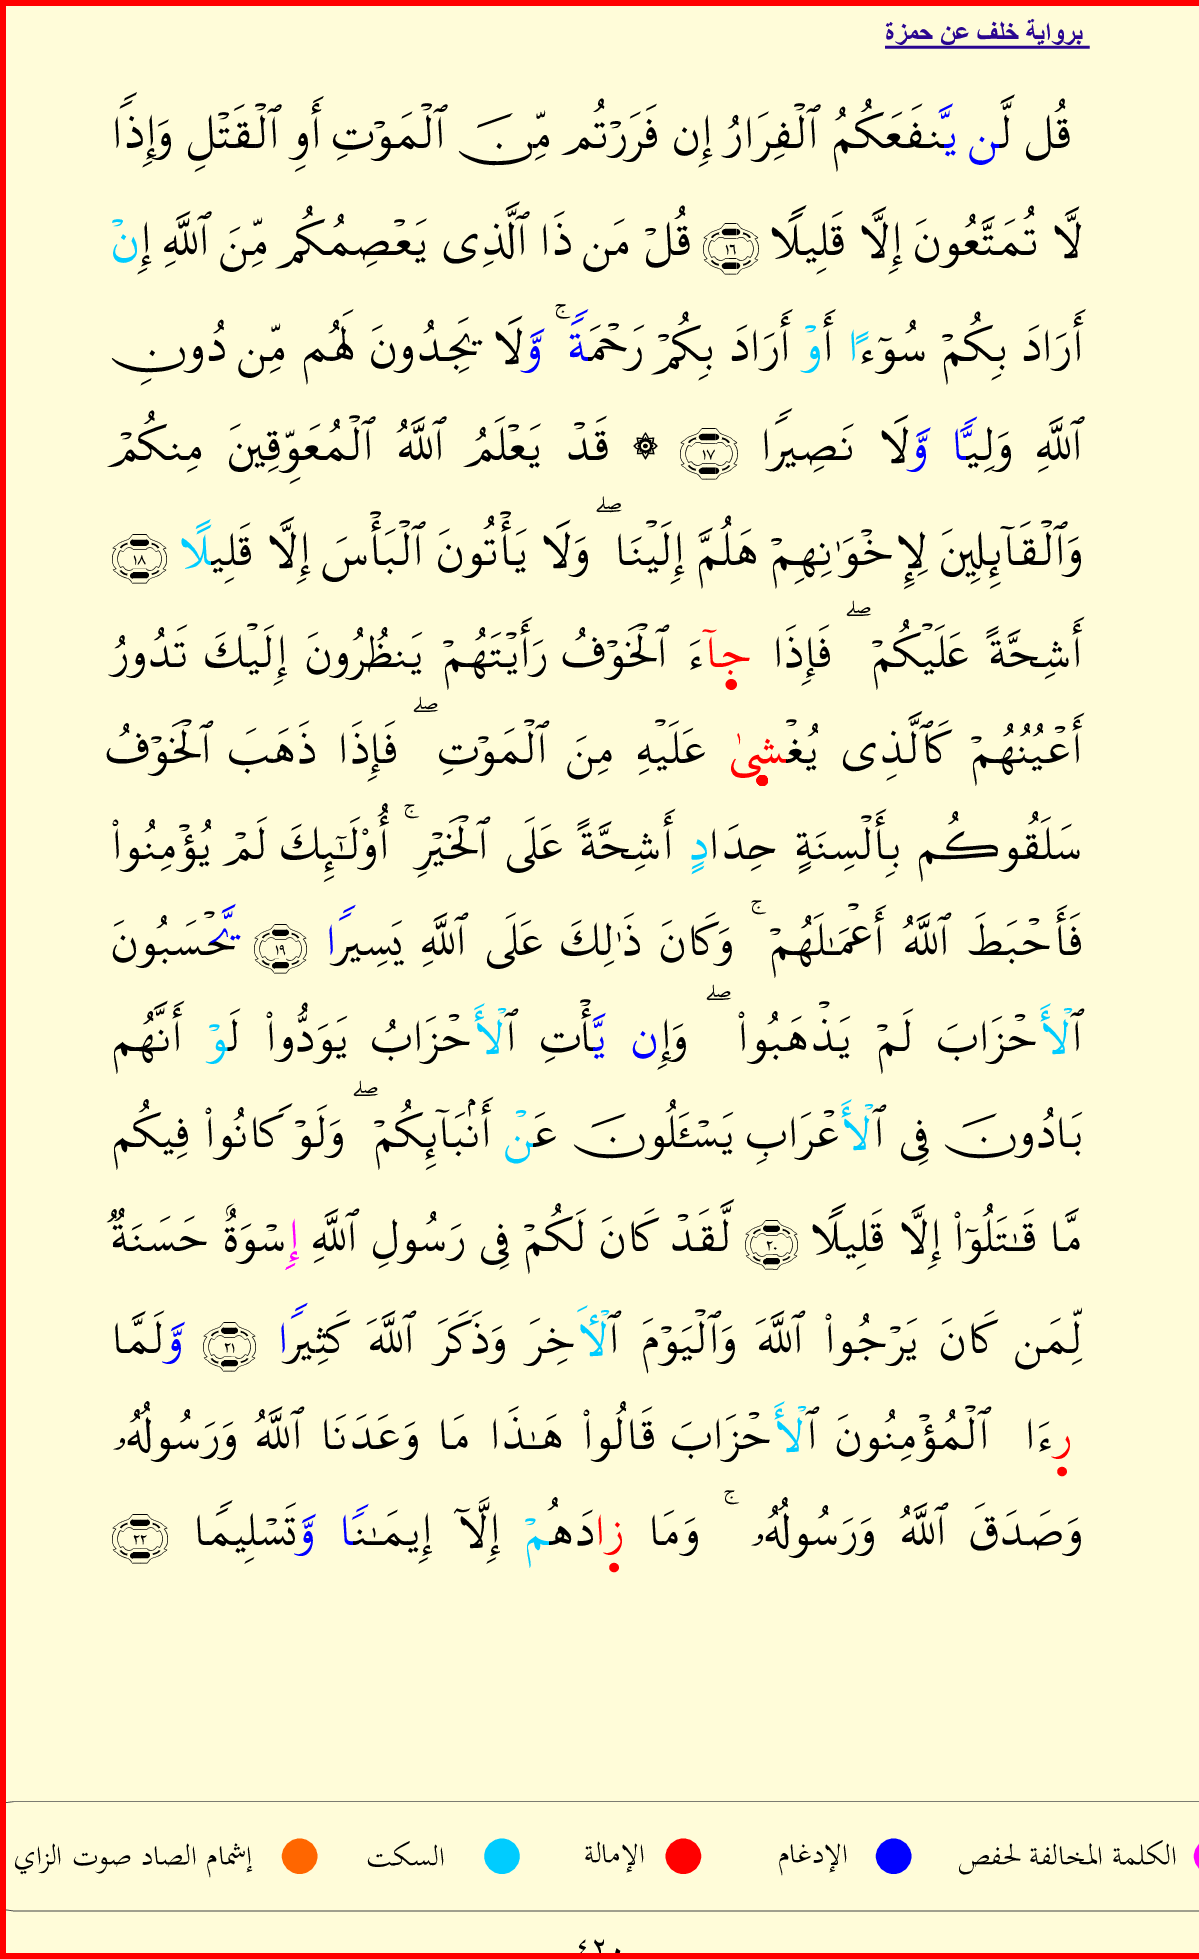 برواية خلف عن حمزة
قُل لَّن يَّنفَعَكُمُ ٱلۡفِرَارُ إِن فَرَرۡتُم مِّنَ ٱلۡمَوۡتِ أَوِ ٱلۡقَتۡلِ وَإِذࣰا
لَّا تُمَتَّعُونَ إِلَّا قَلِيلࣰا ١٦ قُلۡ مَن ذَا ٱلَّذِى يَعۡصِمُكُم مِّنَ ٱللَّهِ إِنۡ
أَرَادَ بِكُمۡ سُوٓءًا أَوۡ أَرَادَ بِكُمۡ رَحۡمَةࣰۚ وَّلَا يَجِدُونَ لَهُم مِّن دُونِ
ٱللَّهِ وَلِيࣰّا وَّلَا نَصِيرࣰا ١٧ ۞ قَدۡ يَعۡلَمُ ٱللَّهُ ٱلۡمُعَوِّقِينَ مِنكُمۡ
وَٱلۡقَآئِلِينَ لِإِخۡوَٰنِهِمۡ هَلُمَّ إِلَيۡنَاۖ وَلَا يَأۡتُونَ ٱلۡبَأۡسَ إِلَّا قَلِيلًا ١٨
أَشِحَّةً عَلَيۡكُمۡۖ فَإِذَا جَآءَ ٱلۡخَوۡفُ رَأَيۡتَهُمۡ يَنظُرُونَ إِلَيۡكَ تَدُورُ
أَعۡيُنُهُمۡ كَٱلَّذِى يُغۡشىٰ عَلَيۡهِ مِنَ ٱلۡمَوۡتِۖ فَإِذَا ذَهَبَ ٱلۡخَوۡفُ
سَلَقُوكُم بِأَلۡسِنَةٍ حِدَادٍ أَشِحَّةً عَلَى ٱلۡخَيۡرِۚ أُوْلَـٰٓئِكَ لَمۡ يُؤۡمِنُواْ
فَأَحۡبَطَ ٱللَّهُ أَعۡمَـٰلَهُمۡۚ وَكَانَ ذَٰلِكَ عَلَى ٱللَّهِ يَسِيرࣰا ١٩ يَّحۡسَبُونَ
ٱلۡأَحۡزَابَ لَمۡ يَذۡهَبُواْۖ وَإِن يَّأۡتِ ٱلۡأَحۡزَابُ يَوَدُّواْ لَوۡ أَنَّهُم
بَادُونَ فِى ٱلۡأَعۡرَابِ يَسۡـَٔلُونَ عَنۡ أَنۢبَآئِكُمۡۖ وَلَوۡ كَانُواْ فِيكُم
مَّا قَـٰتَلُوٓاْ إِلَّا قَلِيلࣰا ٢٠ لَّقَدۡ كَانَ لَكُمۡ فِى رَسُولِ ٱللَّهِ إِسۡوَةٌ حَسَنَةࣱ
لِّمَن كَانَ يَرۡجُواْ ٱللَّهَ وَٱلۡيَوۡمَ ٱلۡأٓخِرَ وَذَكَرَ ٱللَّهَ كَثِيرࣰا ٢١ وَّلَمَّا
رِءَا ٱلۡمُؤۡمِنُونَ ٱلۡأَحۡزَابَ قَالُواْ هَـٰذَا مَا وَعَدَنَا ٱللَّهُ وَرَسُولُهُۥ
وَصَدَقَ ٱللَّهُ وَرَسُولُهُۥۚ وَمَا زَادَهُمۡ إِلَّآ إِيمَـٰنࣰا وَّتَسۡلِيمࣰا ٢٢
الكلمة المخالفة لحفص الإدغام الإمالة السكت إشمام الصاد صوت الزاي
٤٢٠